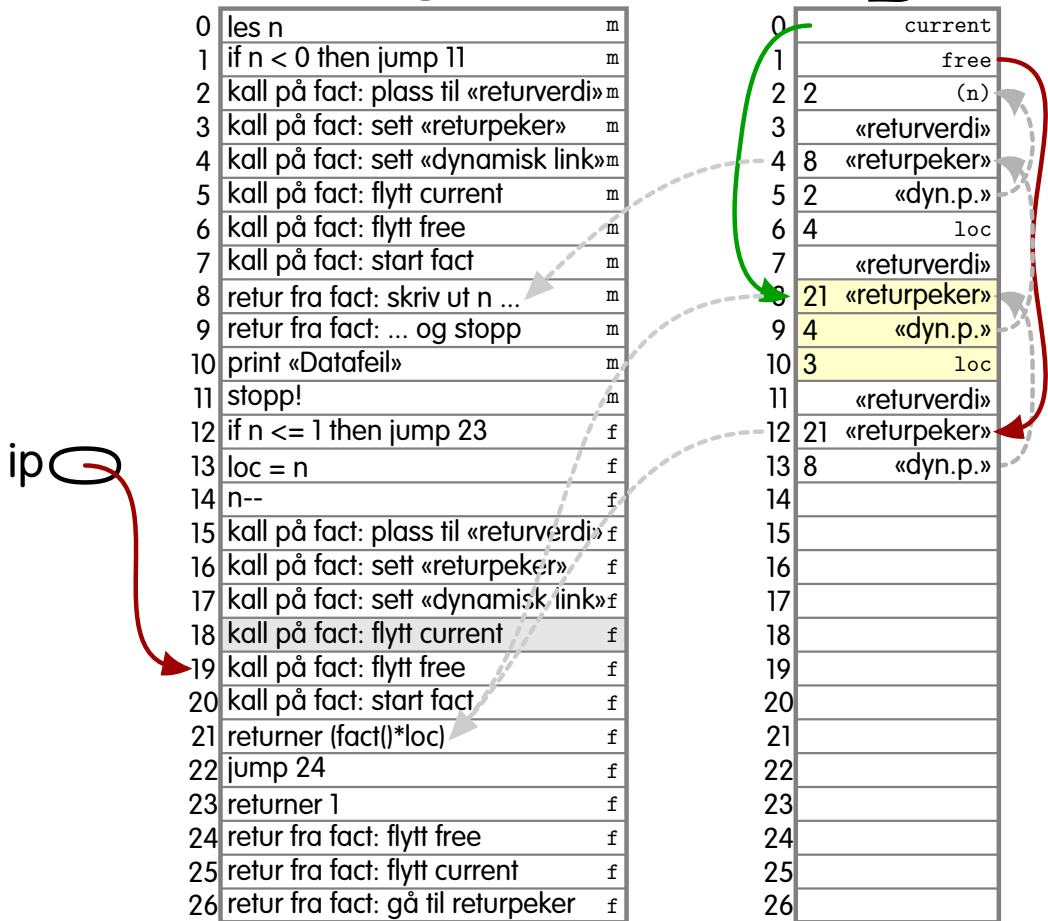 0 les n m
1 if n < 0 then jump 11 m
2 kall på fact: plass til «returverdi» m
3 kall på fact: sett «returpeker» m
4 kall på fact: sett «dynamisk link» m
5 kall på fact: flytt current m
6 kall på fact: flytt free m
7 kall på fact: start fact m
8 retur fra fact: skriv ut n ... m
9 retur fra fact: ... og stopp m
10 print «Datafeil» m
11 stopp! m
12 if n <= 1 then jump 23 f
13 loc = n f
14 n-- f
15 kall på fact: plass til «returverdi» f
16 kall på fact: sett «returpeker» f
17 kall på fact: sett «dynamisk link» f
18 kall på fact: flytt current f
19 kall på fact: flytt free f
20 kall på fact: start fact f
21 returner (fact()*loc) f
22 jump 24 f
23 returner 1 f
24 retur fra fact: flytt free f
25 retur fra fact: flytt current f
26 retur fra fact: gå til returpeker f
ip
0 current
1 free
2 2 (n)
3 «returverdi»
4 8 «returpeker»
5 2 «dyn.p.»
6 4 loc
7 «returverdi»
8 21 «returpeker»
9 4 «dyn.p.»
10 3 loc
11 «returverdi»
12 21 «returpeker»
13 8 «dyn.p.»
14
15
16
17
18
19
20
21
22
23
24
25
26